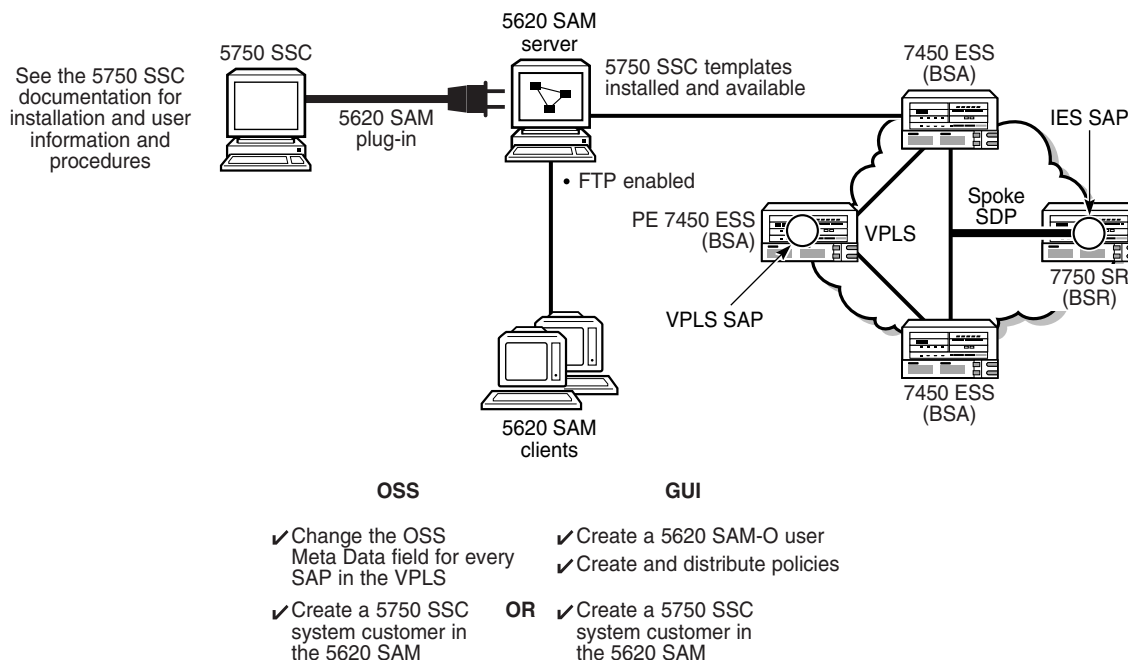 5620 SAM
server
5750 SSC
See the 5750 SSC
documentation for
installation and user
information and
procedures
5620 SAM
plug-in
5750 SSC templates
installed and available
7450 ESS
(BSA)
IES SAP
• FTP enabled
PE 7450 ESS
(BSA)
VPLS
Spoke
SDP
7750 SR
(BSR)
VPLS SAP
7450 ESS
(BSA)
5620 SAM
clients
OSS
✔ Change the OSS
Meta Data field for every
SAP in the VPLS
✔ Create a 5750 SSC
system customer in
the 5620 SAM
OR
GUI
✔ Create a 5620 SAM-O user
✔ Create and distribute policies
✔ Create a 5750 SSC
system customer in
the 5620 SAM